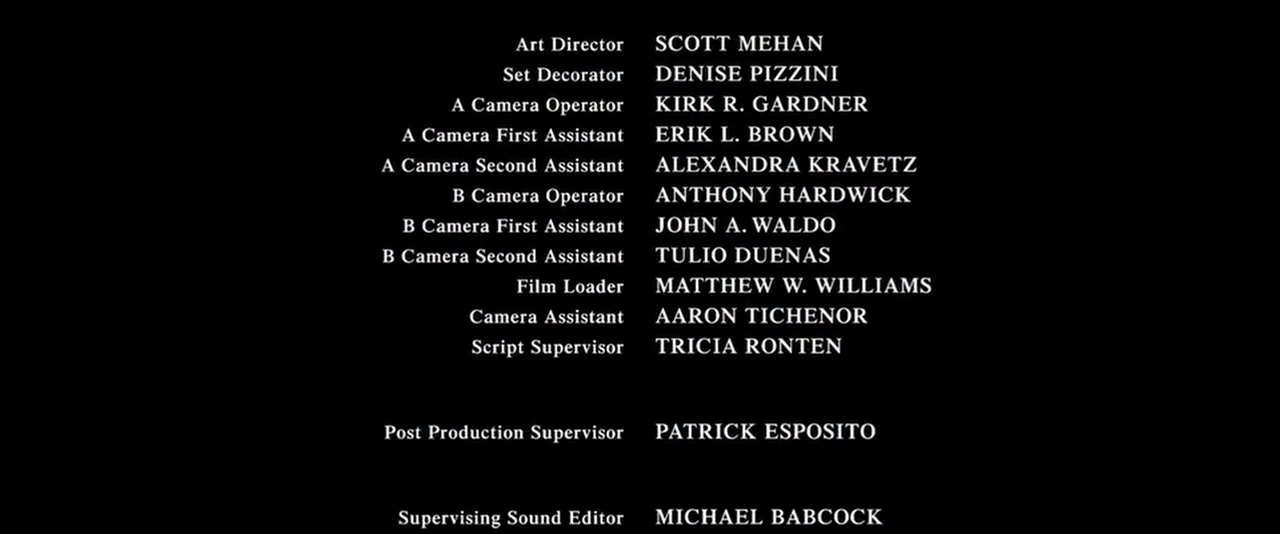 Art Director SCOTT MEHAN
Set Decorator DENISE PIZZINI
A Camera Operator KIRK R. GARDNER
A Camera First Assistant ERIK L. BROWN
A Camera Second Assistant ALEXANDRA KRAVETZ
B Camera Operator ANTHONY HARDWICK
B Camera First Assistant JOHN A. WALDO
B Camera Second Assistant TULIO DUENAS
Film Loader MATTHEW W. WILLIAMS
Camera Assistant AARON TICHENOR
Script Supervisor TRICIA RONTEN
Post Production Supervisor PATRICK ESPOSITO
Supervising Sound Editor MICHAEL BABCOCK